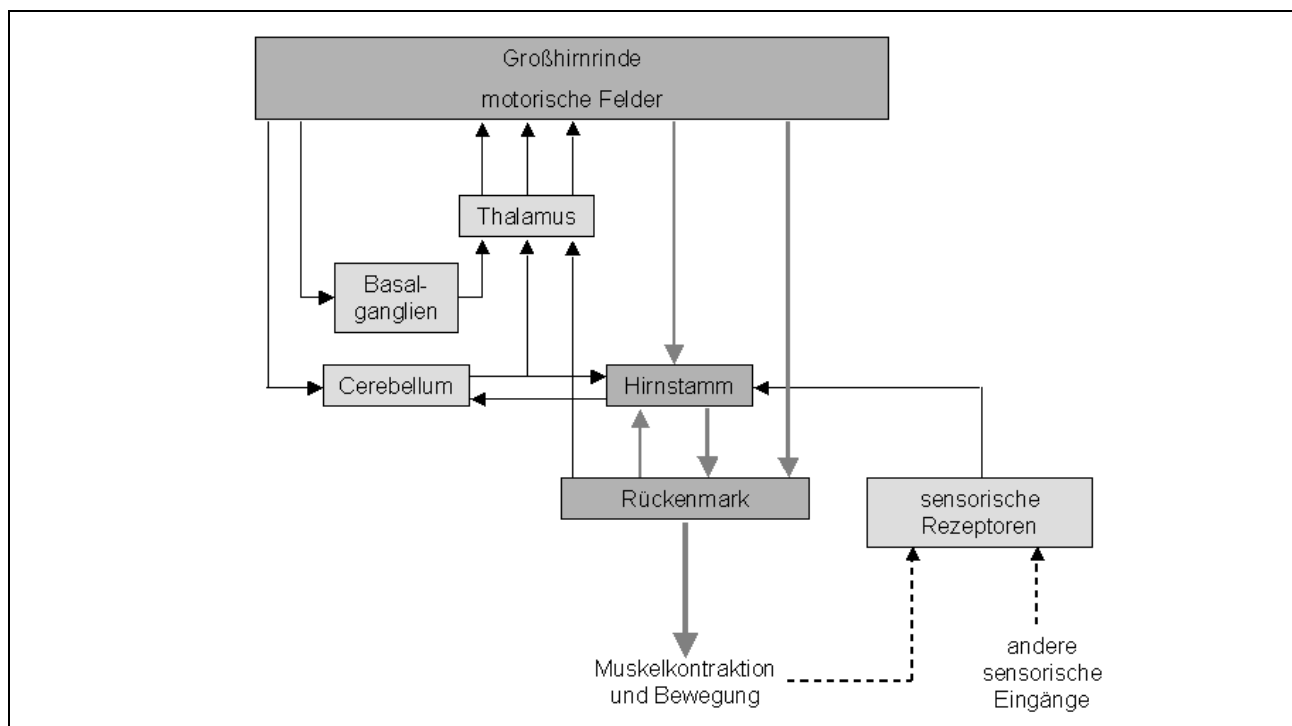 Großhirnrinde
motorische Felder
Thalamus
Basal-
ganglien
Cerebellum
Hirnstamm
Rückenmark
sensorische
Rezeptoren
Muskelkontraktion
und Bewegung
andere
sensorische
Eingänge